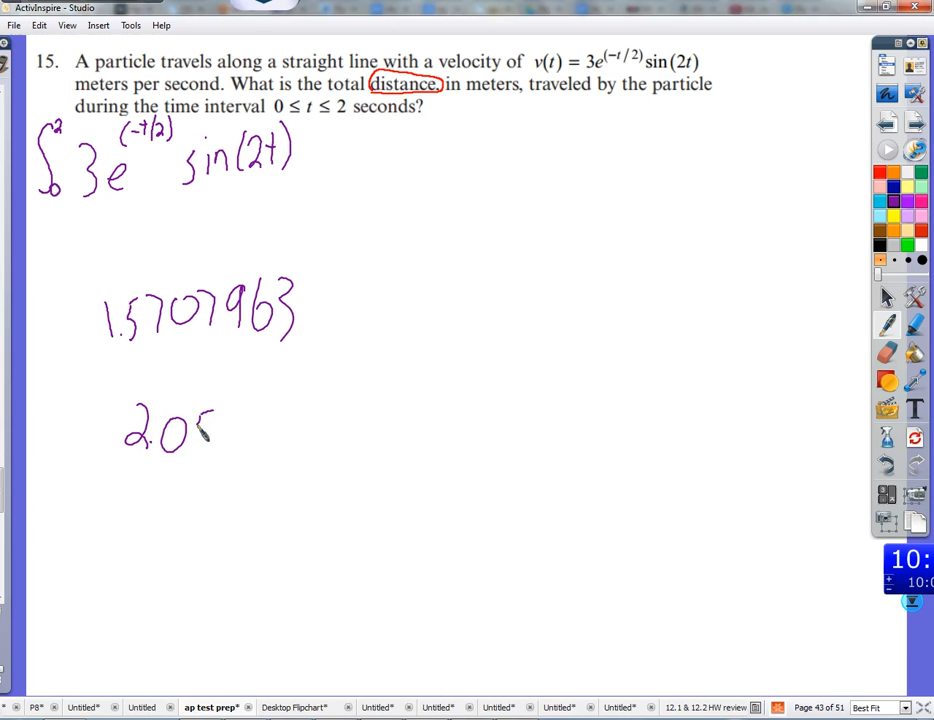 ActivInspire - Studio
File Edit View Insert Tools Help
15. A particle travels along a straight line with a velocity of v(t) = 3e^(−t/2) sin(2t)
meters per second. What is the total distance, in meters, traveled by the particle
during the time interval 0 ≤ t ≤ 2 seconds?
∫₀² 3e^(-t/2) sin(2t)
1.5707963
2.05
10:
10:0
* P8* Untitled* Untitled ap test prep* Desktop Flipchart* Untitled* Untitled* Untitled* Untitled* Untitled* 12.1 & 12.2 HW review Page 43 of 51 Best Fit